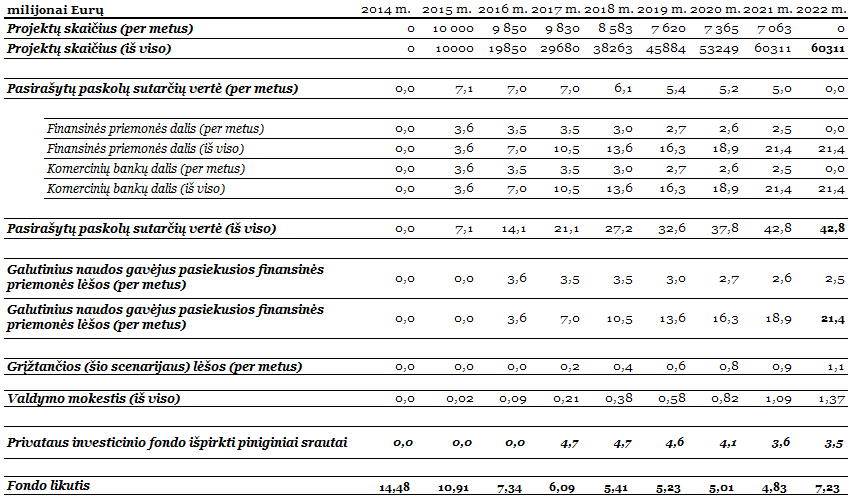 milijonai Eurų 2014 m. 2015 m. 2016 m. 2017 m. 2018 m. 2019 m. 2020 m. 2021 m. 2022 m.
Projektų skaičius (per metus) 0 10 000 9 850 9 830 8 583 7 620 7 365 7 063 0
Projektų skaičius (iš viso) 0 10000 19850 29680 38263 45884 53249 60311 60311
Pasirašytų paskolų sutarčių vertė (per metus) 0,0 7,1 7,0 7,0 6,1 5,4 5,2 5,0 0,0
Finansinės priemonės dalis (per metus) 0,0 3,6 3,5 3,5 3,0 2,7 2,6 2,5 0,0
Finansinės priemonės dalis (iš viso) 0,0 3,6 7,0 10,5 13,6 16,3 18,9 21,4 21,4
Komercinių bankų dalis (per metus) 0,0 3,6 3,5 3,5 3,0 2,7 2,6 2,5 0,0
Komercinių bankų dalis (iš viso) 0,0 3,6 7,0 10,5 13,6 16,3 18,9 21,4 21,4
Pasirašytų paskolų sutarčių vertė (iš viso) 0,0 7,1 14,1 21,1 27,2 32,6 37,8 42,8 42,8
Galutinius naudos gavėjus pasiekusios finansinės
priemonės lėšos (per metus) 0,0 0,0 3,6 3,5 3,5 3,0 2,7 2,6 2,5
Galutinius naudos gavėjus pasiekusios finansinės
priemonės lėšos (per metus) 0,0 0,0 3,6 7,0 10,5 13,6 16,3 18,9 21,4
Grįžtančios (šio scenarijaus) lėšos (per metus) 0,0 0,0 0,0 0,2 0,4 0,6 0,8 0,9 1,1
Valdymo mokestis (iš viso) 0,0 0,02 0,09 0,21 0,38 0,58 0,82 1,09 1,37
Privataus investicinio fondo išpirkti piniginiai srautai 0,0 0,0 0,0 4,7 4,7 4,6 4,1 3,6 3,5
Fondo likutis 14,48 10,91 7,34 6,09 5,41 5,23 5,01 4,83 7,23